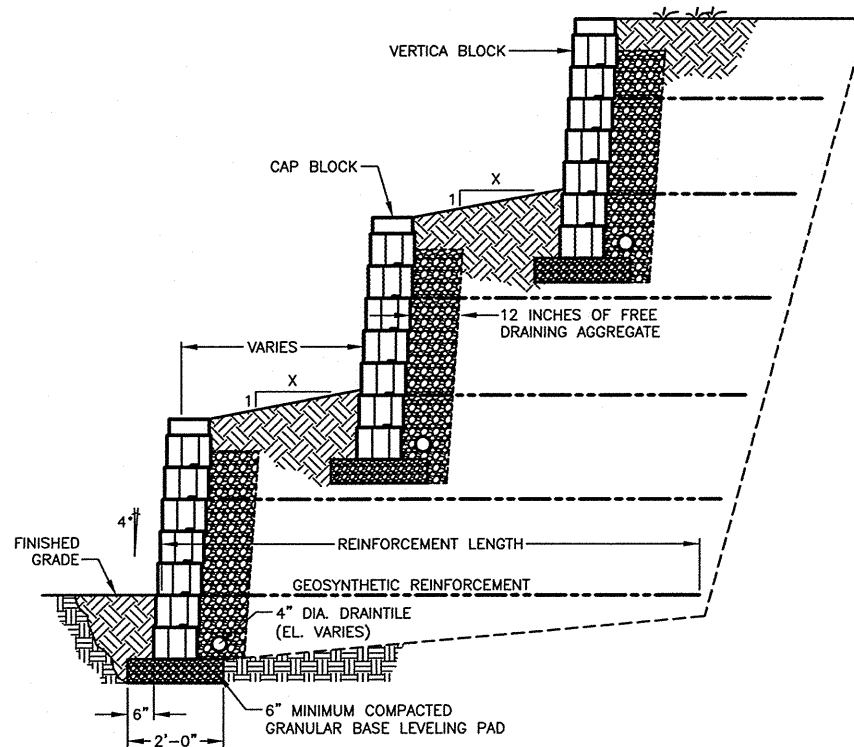 VERTICA BLOCK
CAP BLOCK
1
X
12 INCHES OF FREE
DRAINING AGGREGATE
VARIES
1
X
4°
FINISHED
GRADE
REINFORCEMENT LENGTH
GEOSYNTHETIC REINFORCEMENT
4" DIA. DRAINTILE
(EL. VARIES)
6"
6" MINIMUM COMPACTED
GRANULAR BASE LEVELING PAD
2'-0"